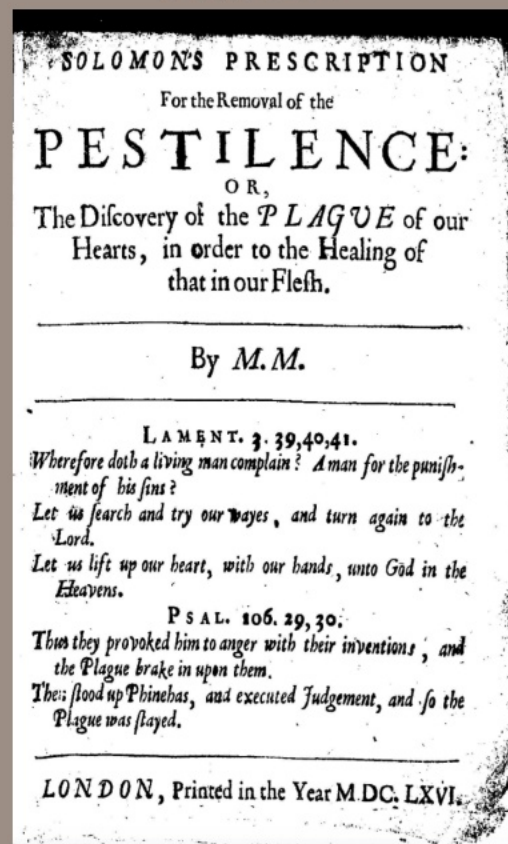 SOLOMON'S PRESCRIPTION
For the Removal of the
PESTILENCE:
OR,
The Diſcovery of the PLAGVE of our
Hearts, in order to the Healing of
that in our Fleſh.
By M. M.
LAMENT. 3. 39,40,41.
Wherefore doth a living man complain? A man for the puniſh-
ment of his ſins?
Let us ſearch and try our wayes, and turn again to the
Lord.
Let us lift up our heart, with our hands, unto God in the
Heavens.
PSAL. 106. 29, 30.
Thus they provoked him to anger with their inventions, and
the Plague brake in upon them.
Then ſtood up Phinehas, and executed Judgement, and ſo the
Plague was ſtayed.
LONDON, Printed in the Year M.DC. LXVI.